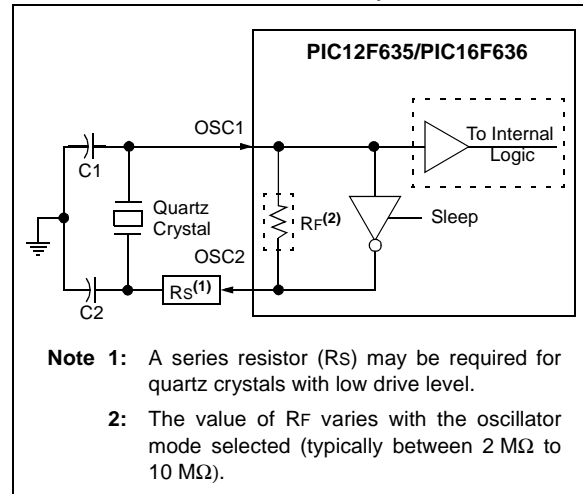 PIC12F635/PIC16F636
OSC1
To Internal
Logic
C1
Quartz
Crystal
RF(2)
Sleep
OSC2
RS(1)
C2
Note 1: A series resistor (RS) may be required for
quartz crystals with low drive level.
2: The value of RF varies with the oscillator
mode selected (typically between 2 MΩ to
10 MΩ).